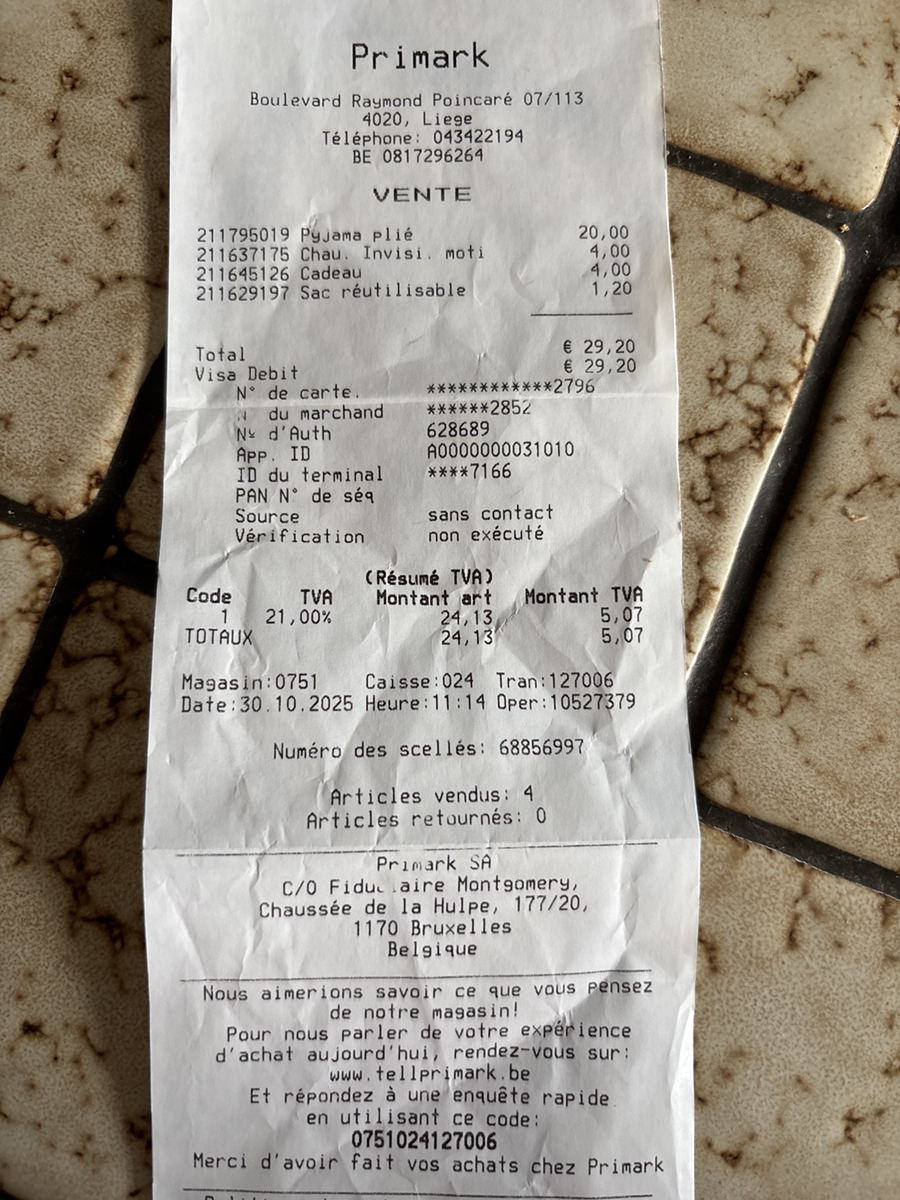 Primark
Boulevard Raymond Poincaré 07/113
4020, Liege
Téléphone: 043422194
BE 0817296264
VENTE
211795019 Pyjama plié 20,00
211637175 Chau. Invisi. moti 4,00
211645126 Cadeau 4,00
211629197 Sac réutilisable 1,20
Total € 29,20
Visa Debit € 29,20
N° de carte. ************2796
du marchand ******2852
N° d'Auth 628689
App. ID A0000000031010
ID du terminal ****7166
PAN N° de séq
Source sans contact
Vérification non exécuté
(Résumé TVA)
Code TVA Montant art Montant TVA
1 21,00% 24,13 5,07
TOTAUX 24,13 5,07
Magasin:0751 Caisse:024 Tran:127006
Date:30.10.2025 Heure:11:14 Oper:10527379
Numéro des scellés: 68856997
Articles vendus: 4
Articles retournés: 0
Primark SA
C/O Fiduciaire Montgomery,
Chaussée de la Hulpe, 177/20,
1170 Bruxelles
Belgique
Nous aimerions savoir ce que vous pensez
de notre magasin!
Pour nous parler de votre expérience
d'achat aujourd'hui, rendez-vous sur:
www.tellprimark.be
Et répondez à une enquête rapide
en utilisant ce code:
0751024127006
Merci d'avoir fait vos achats chez Primark